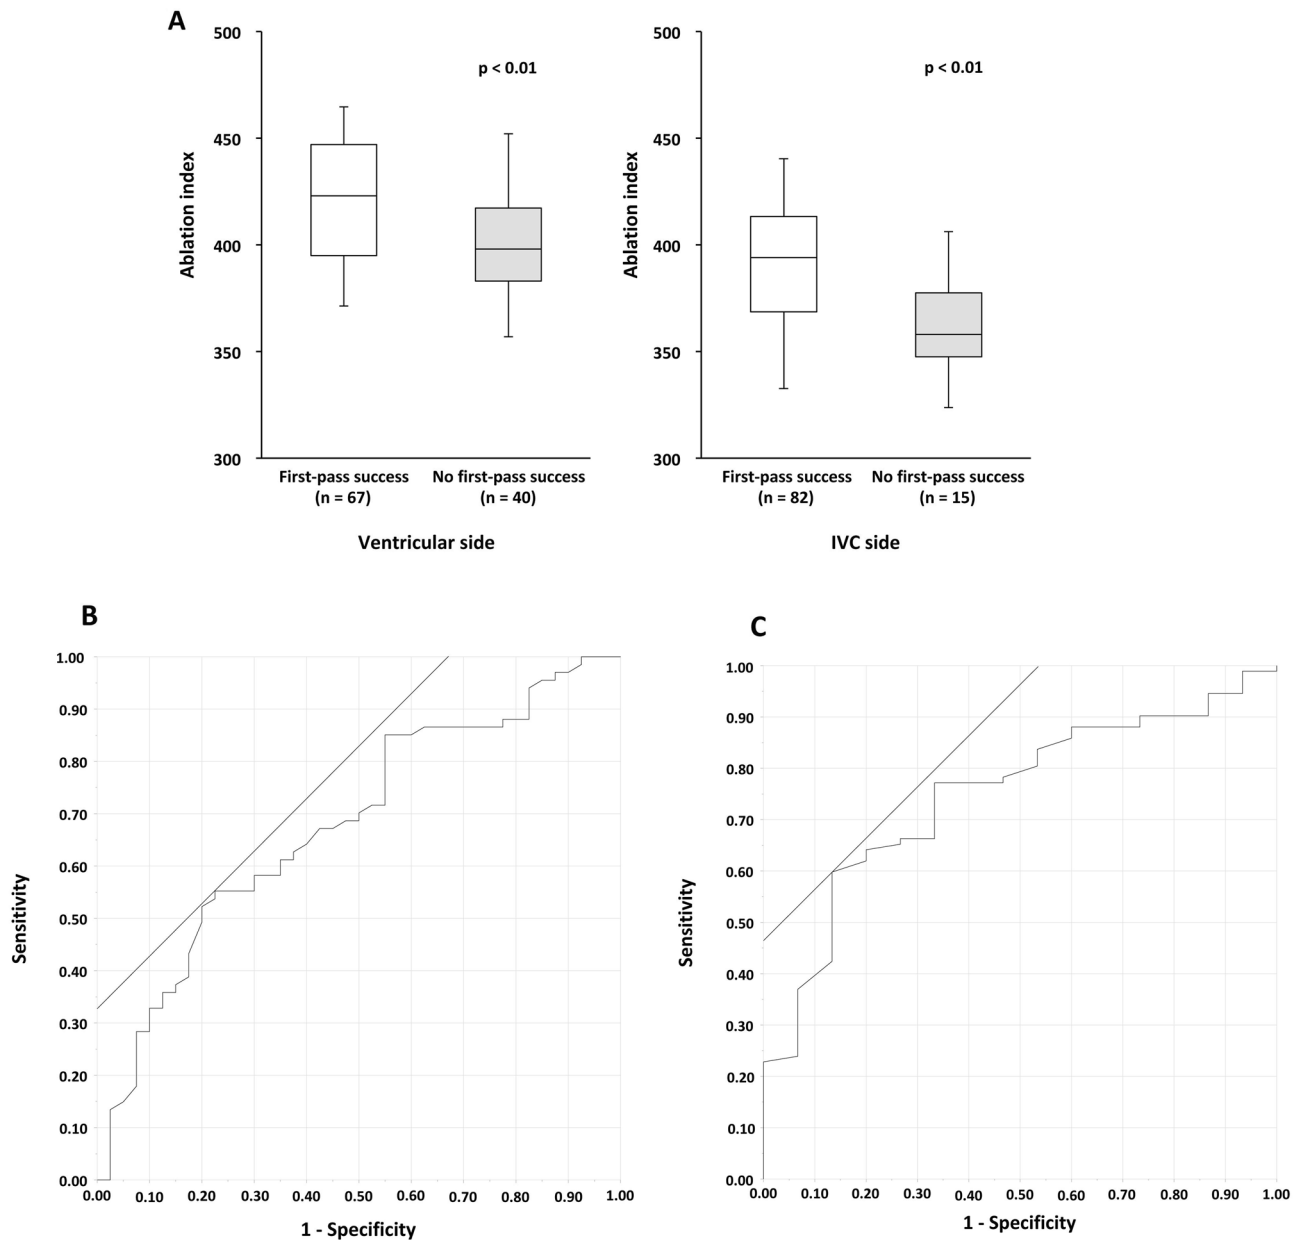 A
500
450
400
350
300
Ablation index
p < 0.01
First-pass success
(n = 67)
No first-pass success
(n = 40)
Ventricular side
500
450
400
350
300
Ablation index
p < 0.01
First-pass success
(n = 82)
No first-pass success
(n = 15)
IVC side
B
1.00
0.90
0.80
0.70
0.60
0.50
0.40
0.30
0.20
0.10
0.00
Sensitivity
0.00 0.10 0.20 0.30 0.40 0.50 0.60 0.70 0.80 0.90 1.00
1 - Specificity
C
1.00
0.90
0.80
0.70
0.60
0.50
0.40
0.30
0.20
0.10
0.00
Sensitivity
0.00 0.10 0.20 0.30 0.40 0.50 0.60 0.70 0.80 0.90 1.00
1 - Specificity